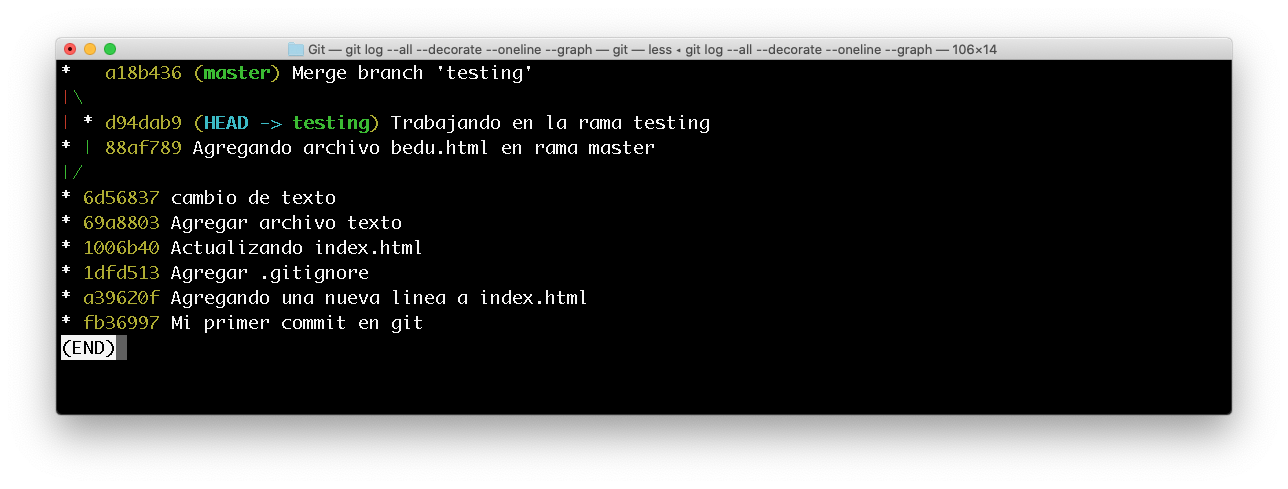 Git — git log --all --decorate --oneline --graph — git — less ◂ git log --all --decorate --oneline --graph — 106×14
*   a18b436 (master) Merge branch 'testing'
|\
| * d94dab9 (HEAD -> testing) Trabajando en la rama testing
* | 88af789 Agregando archivo bedu.html en rama master
|/
* 6d56837 cambio de texto
* 69a8803 Agregar archivo texto
* 1006b40 Actualizando index.html
* 1dfd513 Agregar .gitignore
* a39620f Agregando una nueva linea a index.html
* fb36997 Mi primer commit en git
(END)